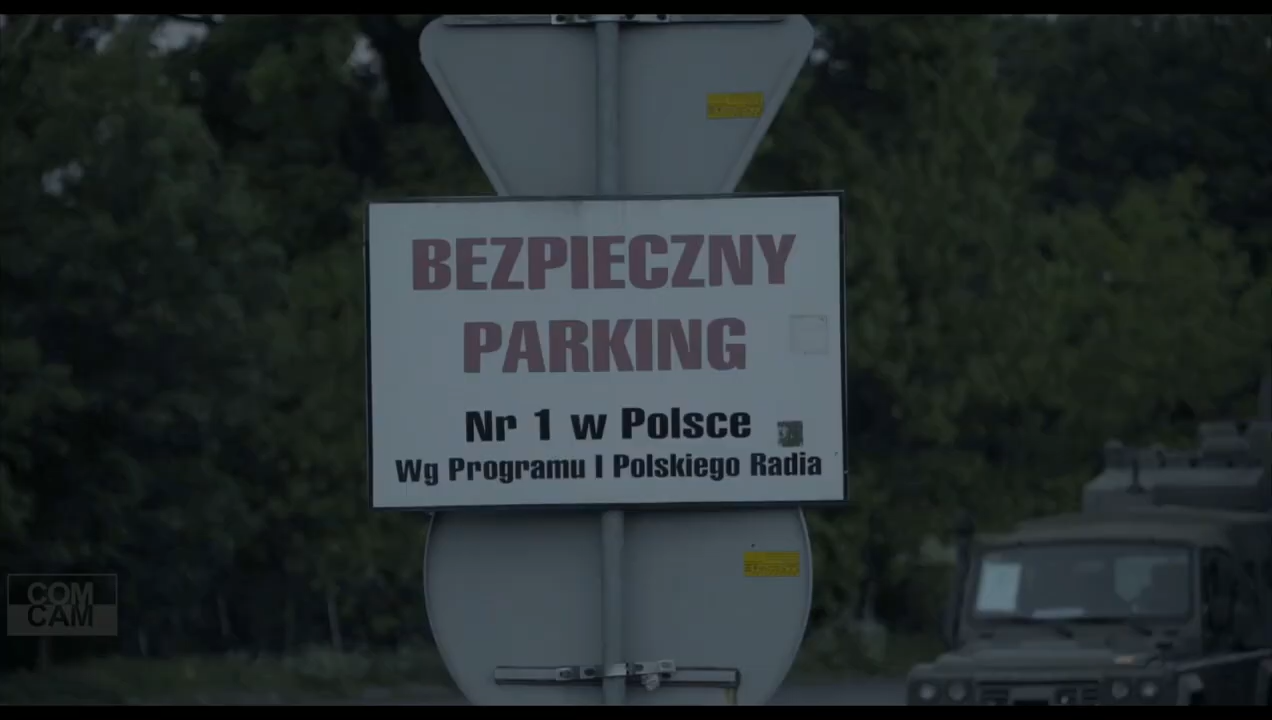 BEZPIECZNY
PARKING
Nr 1 w Polsce
Wg Programu I Polskiego Radia
COM
CAM